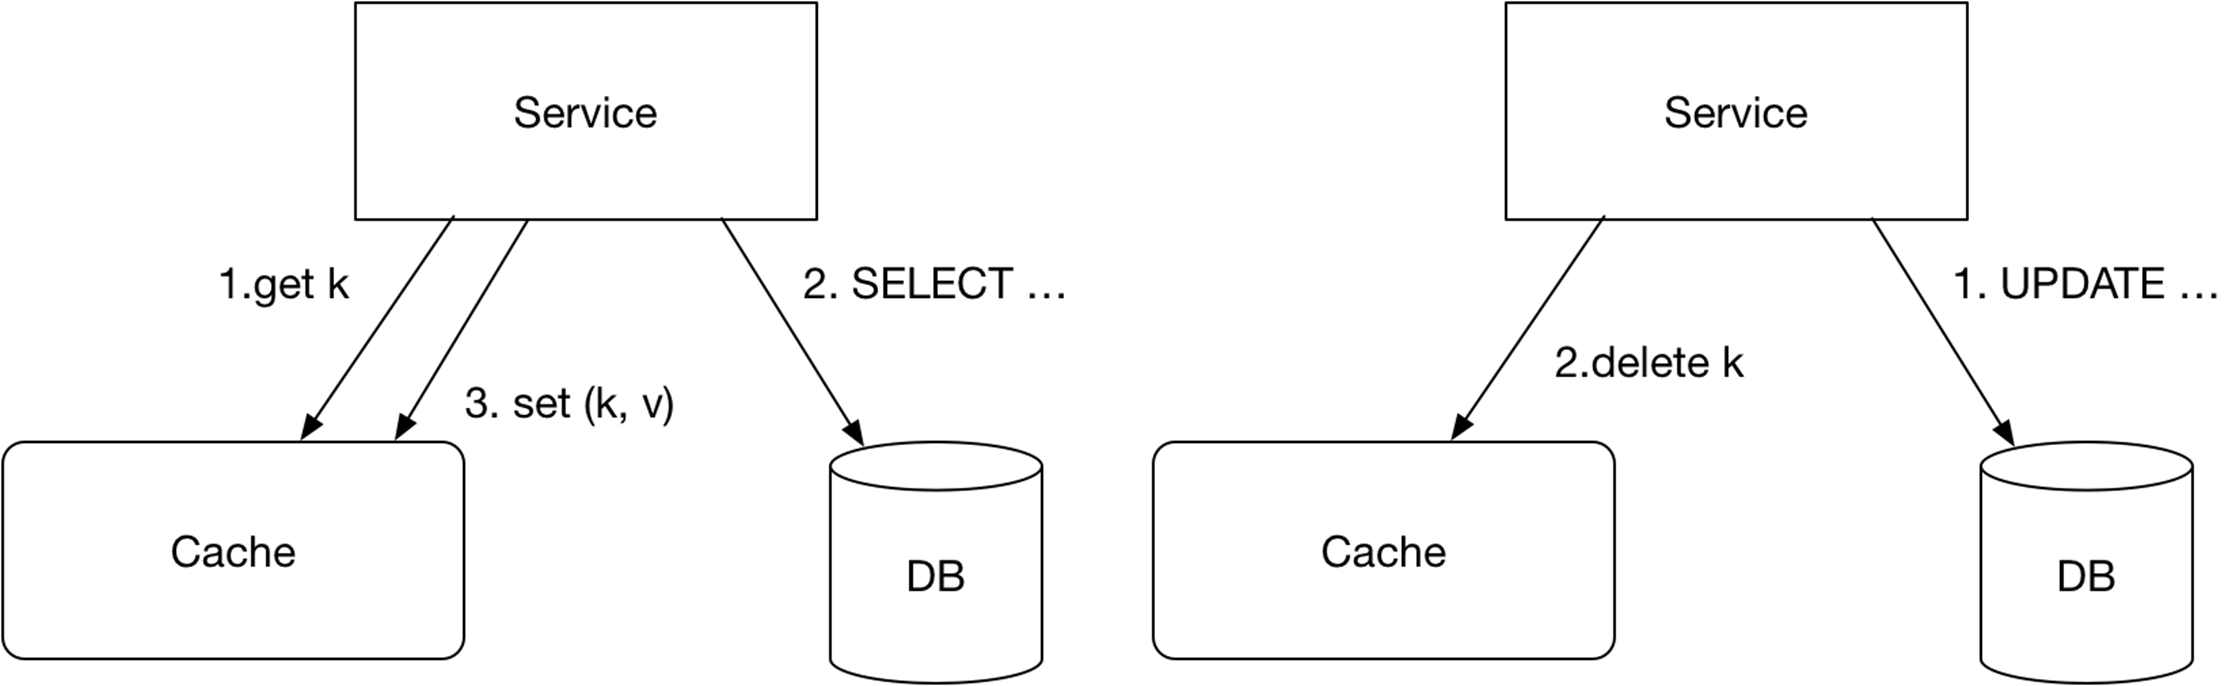 Service
1.get k
2. SELECT ...
3. set (k, v)
Cache
DB
Service
1. UPDATE ...
2.delete k
Cache
DB